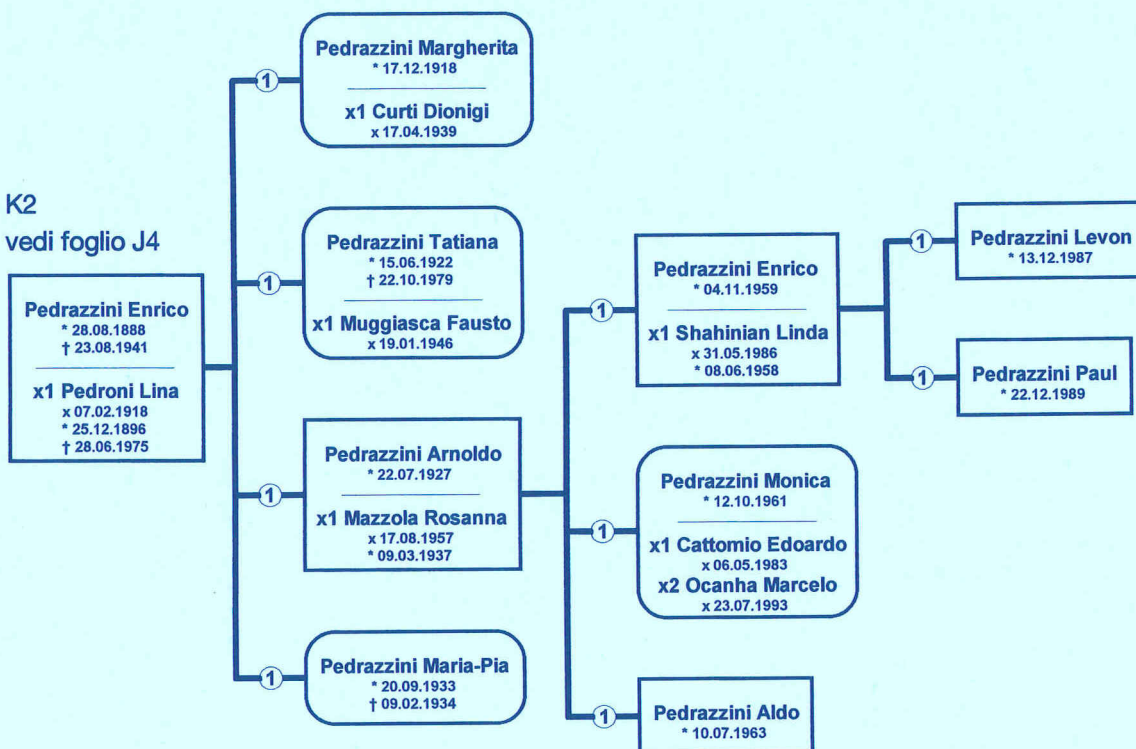 K2
vedi foglio J4
Pedrazzini Enrico
* 28.08.1888
† 23.08.1941
x1 Pedroni Lina
x 07.02.1918
* 25.12.1896
† 28.06.1975
1
Pedrazzini Margherita
* 17.12.1918
x1 Curti Dionigi
x 17.04.1939
1
Pedrazzini Tatiana
* 15.06.1922
† 22.10.1979
x1 Muggiasca Fausto
x 19.01.1946
1
Pedrazzini Arnoldo
* 22.07.1927
x1 Mazzola Rosanna
x 17.08.1957
* 09.03.1937
1
Pedrazzini Maria-Pia
* 20.09.1933
† 09.02.1934
1
Pedrazzini Enrico
* 04.11.1959
x1 Shahinian Linda
x 31.05.1986
* 08.06.1958
1
Pedrazzini Monica
* 12.10.1961
x1 Cattomio Edoardo
x 06.05.1983
x2 Ocanha Marcelo
x 23.07.1993
1
Pedrazzini Aldo
* 10.07.1963
1
Pedrazzini Levon
* 13.12.1987
1
Pedrazzini Paul
* 22.12.1989